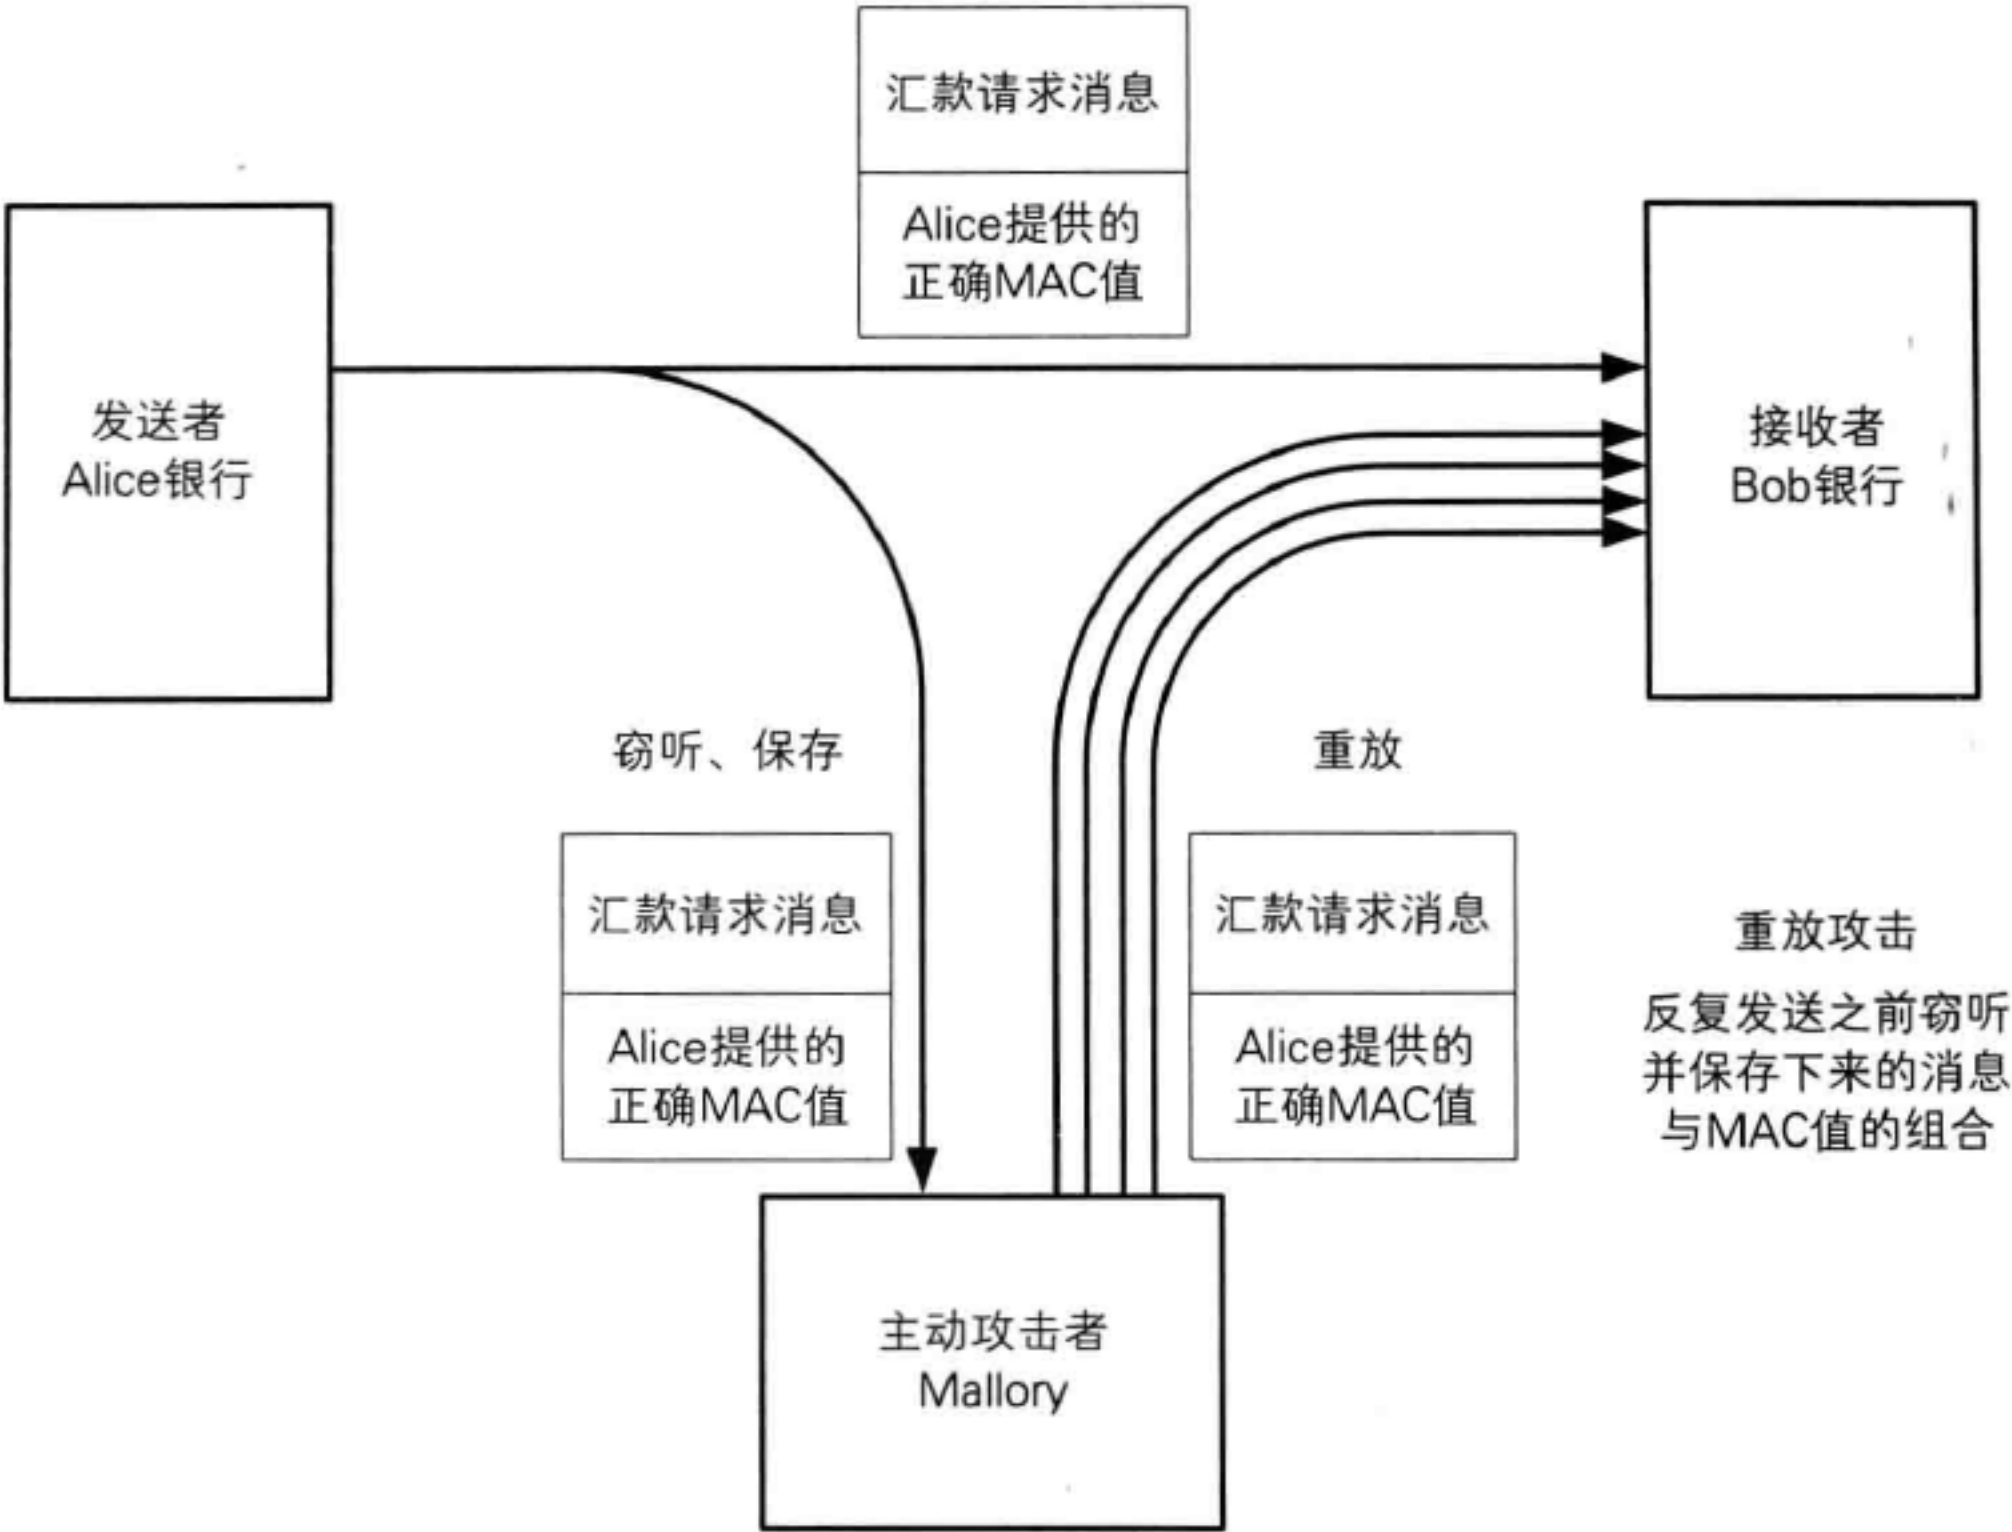 汇款请求消息
Alice提供的
正确MAC值
发送者
Alice银行
接收者
Bob银行
窃听、保存
重放
汇款请求消息
Alice提供的
正确MAC值
汇款请求消息
Alice提供的
正确MAC值
重放攻击
反复发送之前窃听
并保存下来的消息
与MAC值的组合
主动攻击者
Mallory